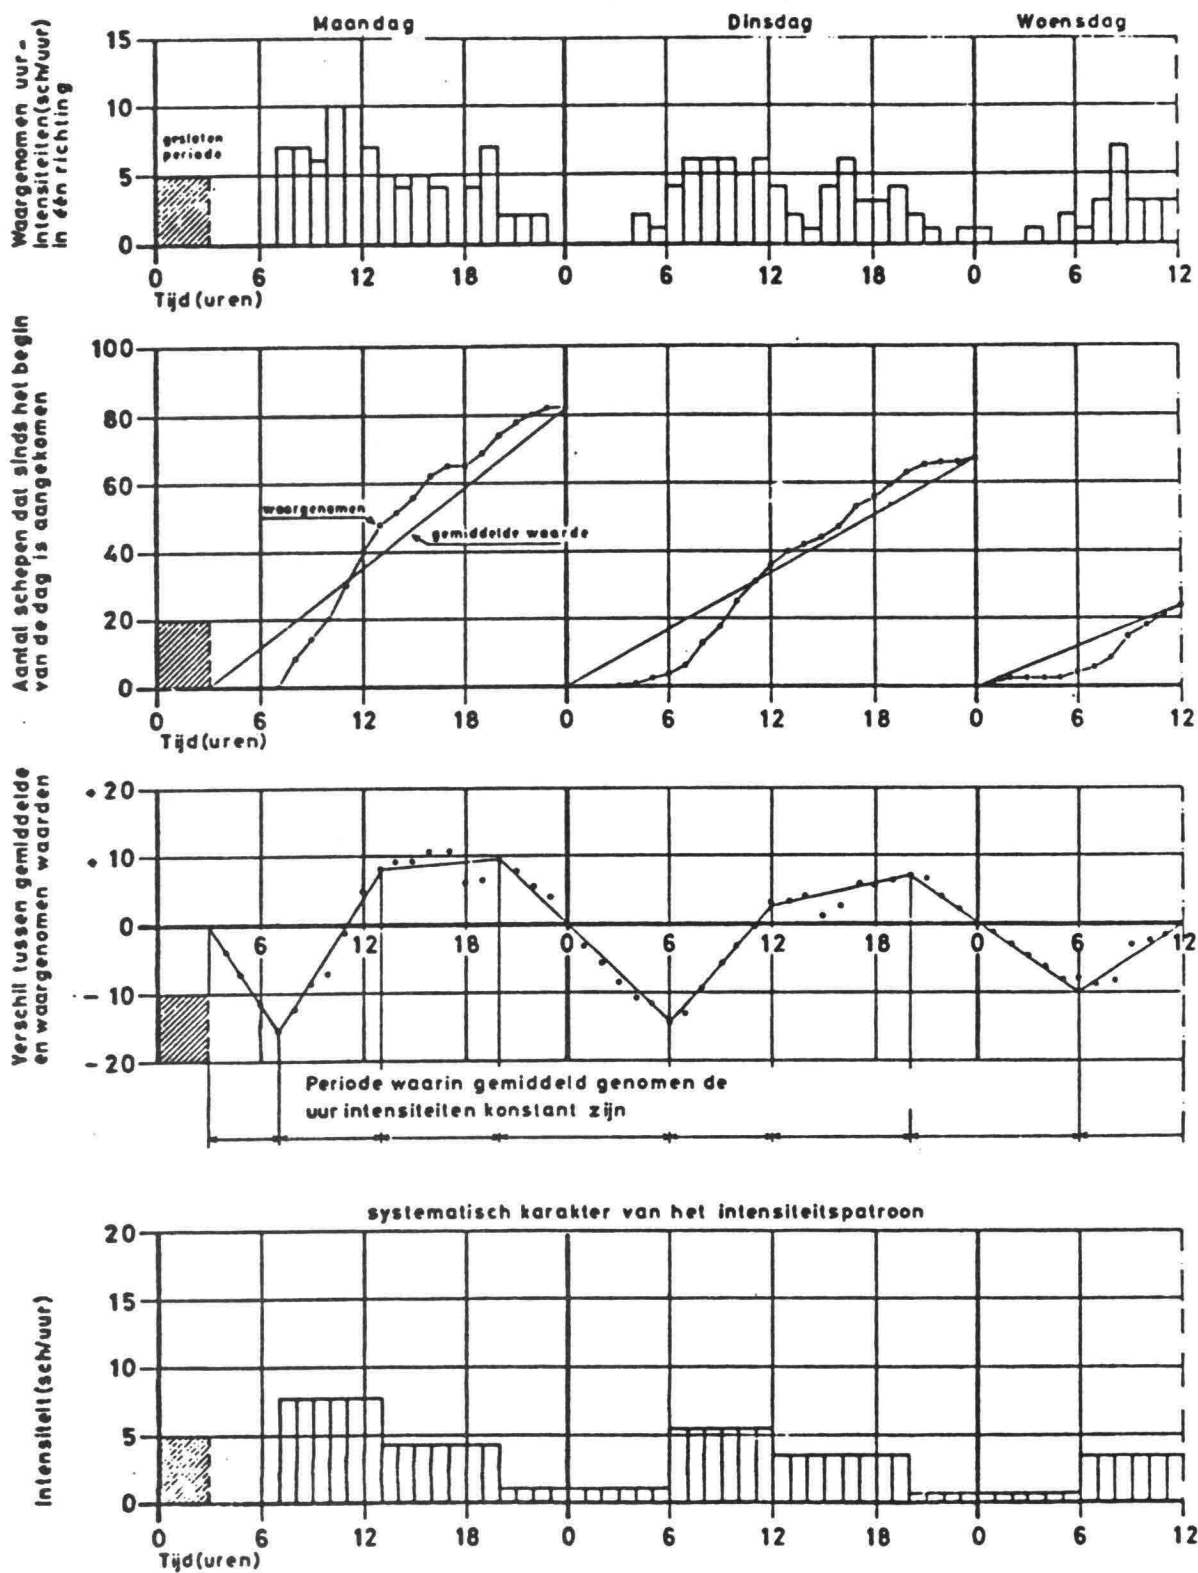 Maandag Dinsdag Woensdag
Waargenomen uur-
intensiteiten(sch/uur)
in één richting
15
10
5
0
gesloten
periode
0 6 12 18 0 6 12 18 0 6 12
Tijd(uren)
Aantal schepen dat sinds het begin
van de dag is aangekomen
100
80
60
40
20
0
waargenomen
gemiddelde waarde
0 6 12 18 0 6 12 18 0 6 12
Tijd(uren)
Verschil tussen gemiddelde
en waargenomen waarden
+20
+10
0
-10
-20
6 12 18 0 6 12 18 0 6 12
Periode waarin gemiddeld genomen de
uur intensiteiten konstant zijn
systematisch karakter van het intensiteitspatroon
Intensiteit(sch/uur)
20
15
10
5
0
0 6 12 18 0 6 12 18 0 6 12
Tijd(uren)